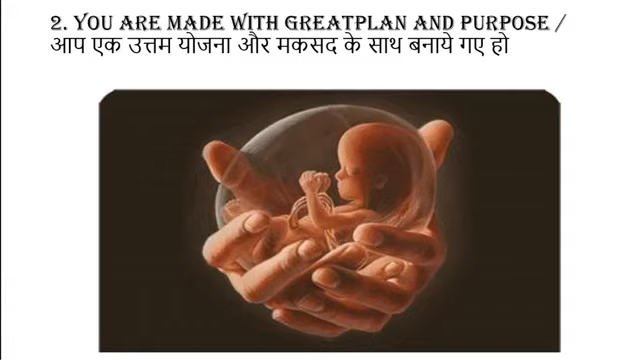 2. YOU ARE MADE WITH GREATPLAN AND PURPOSE /
आप एक उत्तम योजना और मकसद के साथ बनाये गए हो